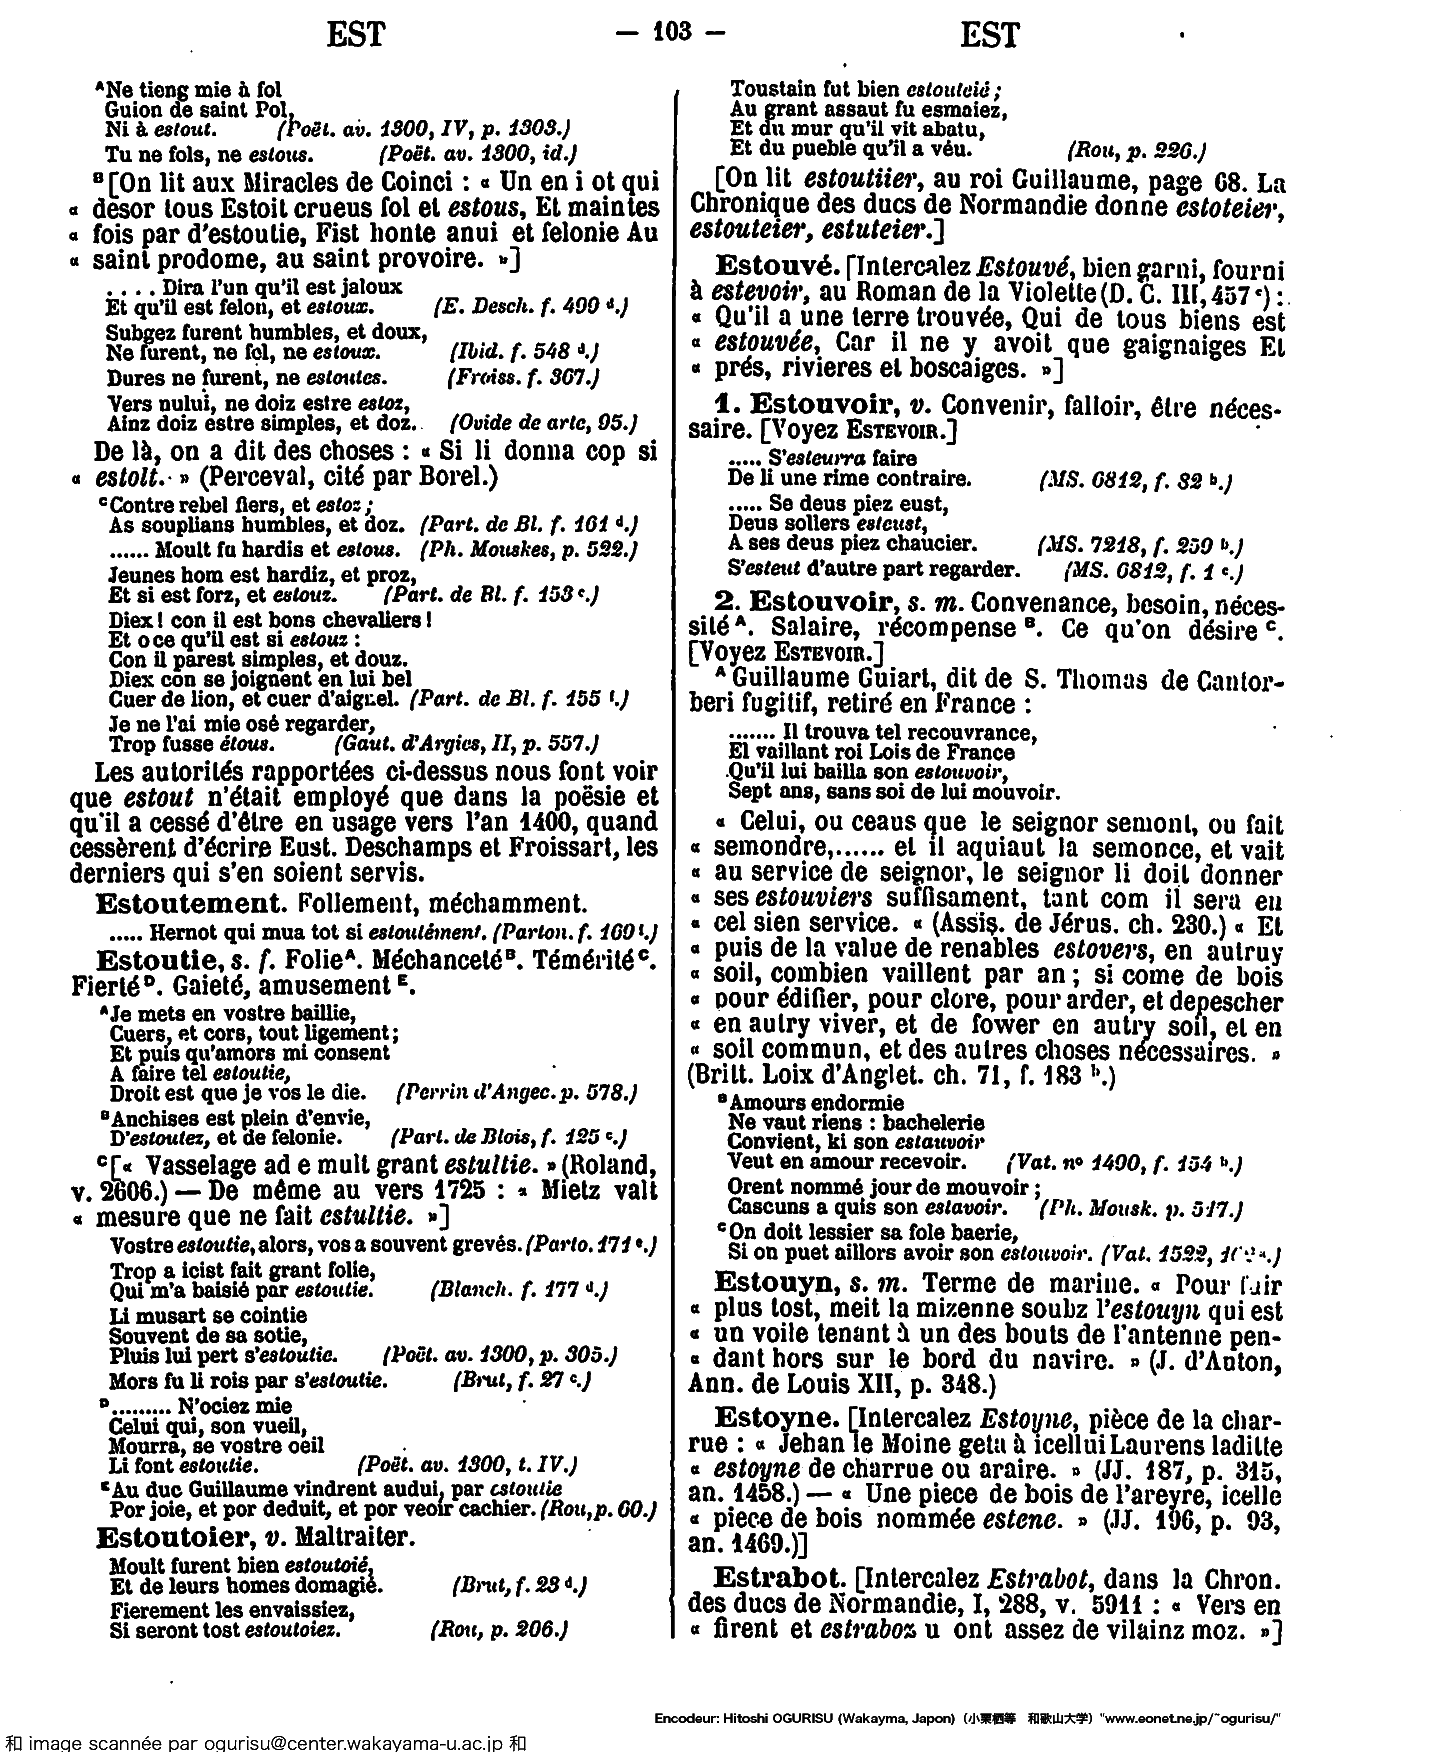 EST — 103 — EST
ᴬNe tieng mie à fol
Guion de saint Pol,
Ni à estout. (Poët. av. 1300, IV, p. 1303.)
Tu ne fols, ne estous. (Poët. av. 1300, id.)
ᴮ[On lit aux Miracles de Coinci : « Un en i ot qui
« desor tous Estoit crueus fol et estous, Et maintes
« fois par d'estoutie, Fist honte anui et felonie Au
« saint prodome, au saint provoire. »]
. . . . Dira l'un qu'il est jaloux
Et qu'il est felon, et estoux. (E. Desch. f. 499 ᵈ.)
Subgez furent humbles, et doux,
Ne furent, ne fel, ne estoux. (Ibid. f. 548 ᵈ.)
Dures ne furent, ne estoutes. (Froiss. f. 367.)
Vers nului, ne doiz estre estoz,
Ainz doiz estre simples, et doz. (Ovide de arte, 95.)
De là, on a dit des choses : « Si li donna cop si
« estolt. » (Perceval, cité par Borel.)
ᶜContre rebel fiers, et estoz ;
As souplians humbles, et doz. (Part. de Bl. f. 161 ᵈ.)
...... Moult fu hardis et estous. (Ph. Mouskes, p. 522.)
Jeunes hom est hardiz, et proz,
Et si est forz, et estouz. (Part. de Bl. f. 153 ᶜ.)
Diex ! con il est bons chevaliers !
Et o ce qu'il est si estouz :
Con il parest simples, et douz.
Diex con se joignent en lui bel
Cuer de lion, et cuer d'aignel. (Part. de Bl. f. 155 ᶠ.)
Je ne l'ai mie osé regarder,
Trop fusse étous. (Gaut. d'Argies, II, p. 557.)
Les autorités rapportées ci-dessus nous font voir
que estout n'était employé que dans la poësie et
qu'il a cessé d'être en usage vers l'an 1400, quand
cessèrent d'écrire Eust. Deschamps et Froissart, les
derniers qui s'en soient servis.
Estoutement. Follement, méchamment.
..... Hernot qui mua tot si estoutement. (Parton. f. 160 ᶠ.)
Estoutie, s. f. Folieᴬ. Méchancetéᴮ. Téméritéᶜ.
Fiertéᴰ. Gaieté, amusementᴱ.
ᴬJe mets en vostre baillie,
Cuers, et cors, tout ligement ;
Et puis qu'amors mi consent
A faire tel estoutie,
Droit est que je vos le die. (Perrin d'Angec. p. 578.)
ᴮAnchises est plein d'envie,
D'estoutez, et de felonie. (Part. de Blois, f. 125 ᶜ.)
ᶜ[« Vasselage ad e mult grant estultie. » (Roland,
v. 2606.) — De même au vers 1725 : « Mietz valt
« mesure que ne fait estultie. »]
Vostre estoutie, alors, vos a souvent grevés. (Parto. 171 ᵉ.)
Trop a icist fait grant folie,
Qui m'a baisié par estoutie. (Blanch. f. 177 ᵈ.)
Li musart se cointie
Souvent de sa sotie,
Pluis lui pert s'estoutie. (Poët. av. 1300, p. 305.)
Mors fu li rois par s'estoutie. (Brut, f. 27 ᶜ.)
ᴰ......... N'ociez mie
Celui qui, son vueil,
Mourra, se vostre oeil
Li font estoutie. (Poët. av. 1300, t. IV.)
ᴱAu duc Guillaume vindrent audui, par estoutie
Por joie, et por deduit, et por veoir cachier. (Rou, p. 60.)
Estoutoier, v. Maltraiter.
Moult furent bien estoutoié,
Et de leurs homes domagié. (Brut, f. 23 ᵈ.)
Fierement les envaissiez,
Si seront tost estoutoiez. (Rou, p. 206.)
Toustain fut bien estouteié ;
Au grant assaut fu esmaiez,
Et du mur qu'il vit abatu,
Et du pueble qu'il a véu. (Rou, p. 226.)
[On lit estoutiier, au roi Guillaume, page 68. La
Chronique des ducs de Normandie donne estoteier,
estouteier, estuteier.]
Estouvé. [Intercalez Estouvé, bien garni, fourni
à estevoir, au Roman de la Violette (D. C. III, 457 ᶜ) :
« Qu'il a une terre trouvée, Qui de tous biens est
« estouvée, Car il ne y avoit que gaignaiges Et
« prés, rivieres et boscaiges. »]
1. Estouvoir, v. Convenir, falloir, être néces-
saire. [Voyez ESTEVOIR.]
..... S'esteurra faire
De li une rime contraire. (MS. 6812, f. 82 ᵇ.)
..... Se deus piez eust,
Deus sollers esteust,
A ses deus piez chaucier. (MS. 7218, f. 259 ᵇ.)
S'esteut d'autre part regarder. (MS. 6812, f. 1 ᶜ.)
2. Estouvoir, s. m. Convenance, besoin, néces-
sitéᴬ. Salaire, récompenseᴮ. Ce qu'on désireᶜ.
[Voyez ESTEVOIR.]
ᴬGuillaume Guiart, dit de S. Thomas de Cantor-
beri fugitif, retiré en France :
....... Il trouva tel recouvrance,
El vaillant roi Lois de France
Qu'il lui bailla son estouvoir,
Sept ans, sans soi de lui mouvoir.
« Celui, ou ceaus que le seignor semont, ou fait
« semondre,...... et il aquiaut la semonce, et vait
« au service de seignor, le seignor li doit donner
« ses estouviers suffisament, tant com il sera en
« cel sien service. « (Assis. de Jérus. ch. 230.) « Et
« puis de la value de renables estovers, en autruy
« soil, combien vaillent par an ; si come de bois
« pour édifier, pour clore, pour arder, et depescher
« en autry viver, et de fower en autry soil, et en
« soil commun, et des autres choses nécessaires. »
(Britt. Loix d'Anglet. ch. 71, f. 183 ᵇ.)
ᴮAmours endormie
Ne vaut riens : bachelerie
Convient, ki son estauvoir
Veut en amour recevoir. (Vat. nº 1490, f. 154 ᵇ.)
Orent nommé jour de mouvoir ;
Cascuns a quis son estavoir. (Ph. Mousk. p. 517.)
ᶜOn doit lessier sa fole baerie,
Si on puet aillors avoir son estouvoir. (Vat. 1522,
Estouyn, s. m. Terme de marine. « Pour fuir
« plus tost, meit la mizenne soubz l'estouyn qui est
« un voile tenant à un des bouts de l'antenne pen-
« dant hors sur le bord du navire. » (J. d'Auton,
Ann. de Louis XII, p. 348.)
Estoyne. [Intercalez Estoyne, pièce de la char-
rue : « Jehan le Moine geta à icellui Laurens laditte
« estoyne de charrue ou araire. » (JJ. 187, p. 315,
an. 1458.) — « Une piece de bois de l'areyre, icelle
« piece de bois nommée estene. » (JJ. 196, p. 93,
an. 1469.)]
Estrabot. [Intercalez Estrabot, dans la Chron.
des ducs de Normandie, I, 288, v. 5911 : « Vers en
« firent et estraboz u ont assez de vilainz moz. »]
Encodeur: Hitoshi OGURISU (Wakayma, Japon) (小栗栖等 和歌山大学) "www.eonet.ne.jp/~ogurisu/"
和 image scannée par ogurisu@center.wakayama-u.ac.jp 和